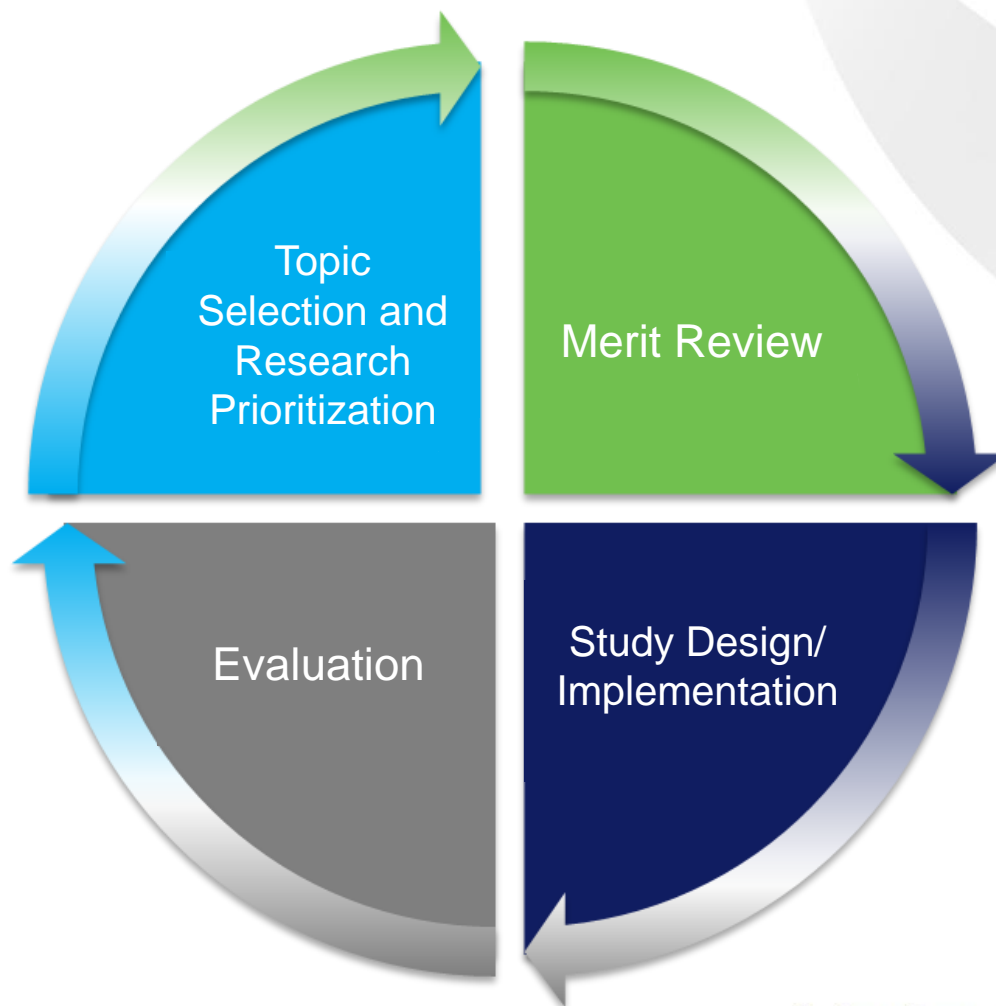 Topic
Selection and
Research
Prioritization
Merit Review
Evaluation
Study Design/
Implementation